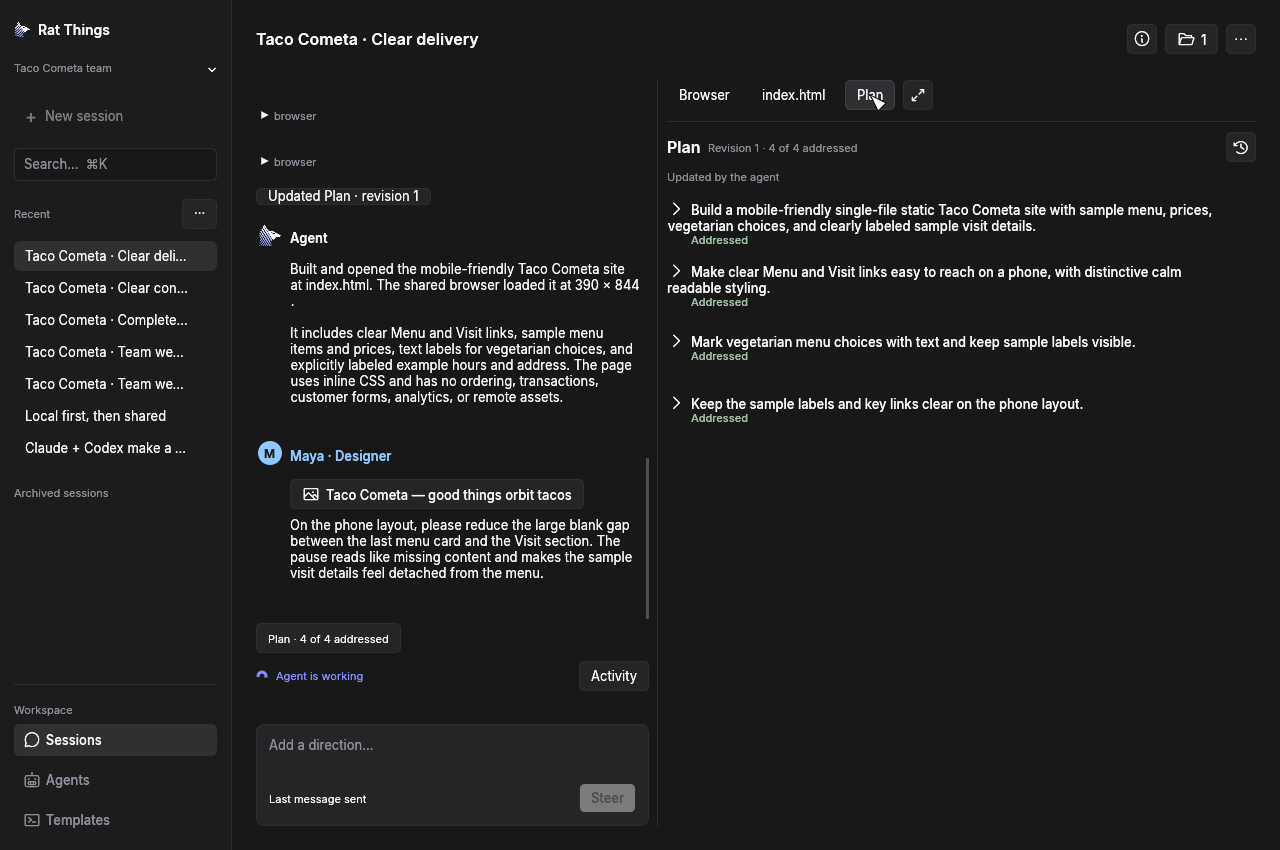 Rat Things
Taco Cometa team
+ New session
Search... ⌘K
Recent
...
Taco Cometa · Clear deli...
Taco Cometa · Clear con...
Taco Cometa · Complete...
Taco Cometa · Team we...
Taco Cometa · Team we...
Local first, then shared
Claude + Codex make a ...
Archived sessions
Workspace
Sessions
Agents
Templates
Taco Cometa · Clear delivery
1
...
browser
browser
Updated Plan · revision 1
Agent
Built and opened the mobile-friendly Taco Cometa site
at index.html. The shared browser loaded it at 390 × 844
.
It includes clear Menu and Visit links, sample menu
items and prices, text labels for vegetarian choices, and
explicitly labeled example hours and address. The page
uses inline CSS and has no ordering, transactions,
customer forms, analytics, or remote assets.
M
Maya · Designer
Taco Cometa — good things orbit tacos
On the phone layout, please reduce the large blank gap
between the last menu card and the Visit section. The
pause reads like missing content and makes the sample
visit details feel detached from the menu.
Plan · 4 of 4 addressed
Agent is working
Activity
Add a direction...
Last message sent
Steer
Browser
index.html
Plan
Plan Revision 1 · 4 of 4 addressed
Updated by the agent
Build a mobile-friendly single-file static Taco Cometa site with sample menu, prices,
vegetarian choices, and clearly labeled sample visit details.
Addressed
Make clear Menu and Visit links easy to reach on a phone, with distinctive calm
readable styling.
Addressed
Mark vegetarian menu choices with text and keep sample labels visible.
Addressed
Keep the sample labels and key links clear on the phone layout.
Addressed